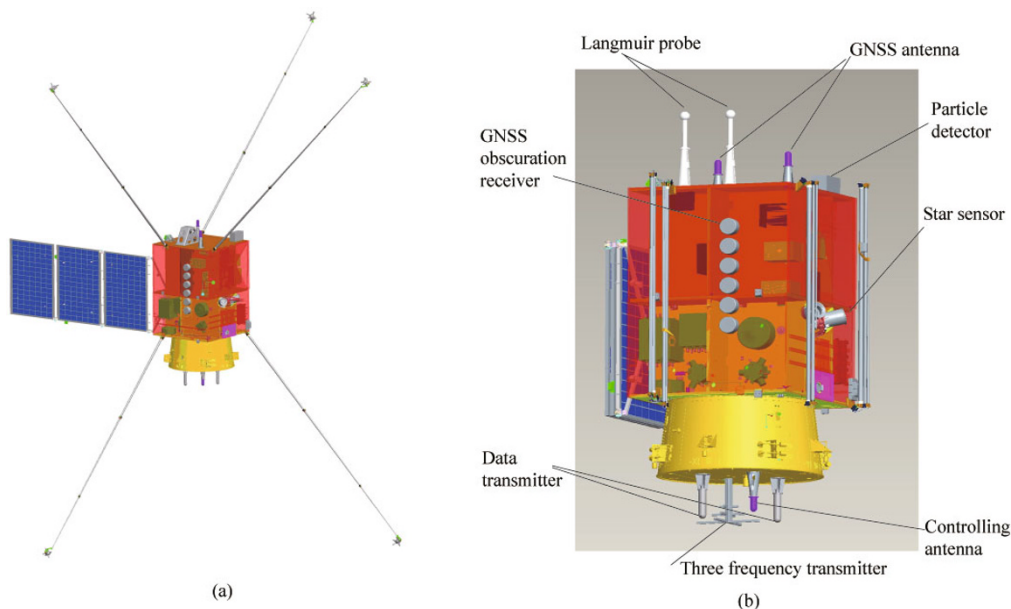 Langmuir probe
GNSS antenna
GNSS
obscuration
receiver
Particle
detector
Star sensor
Data
transmitter
Controlling
antenna
Three frequency transmitter
(a)
(b)